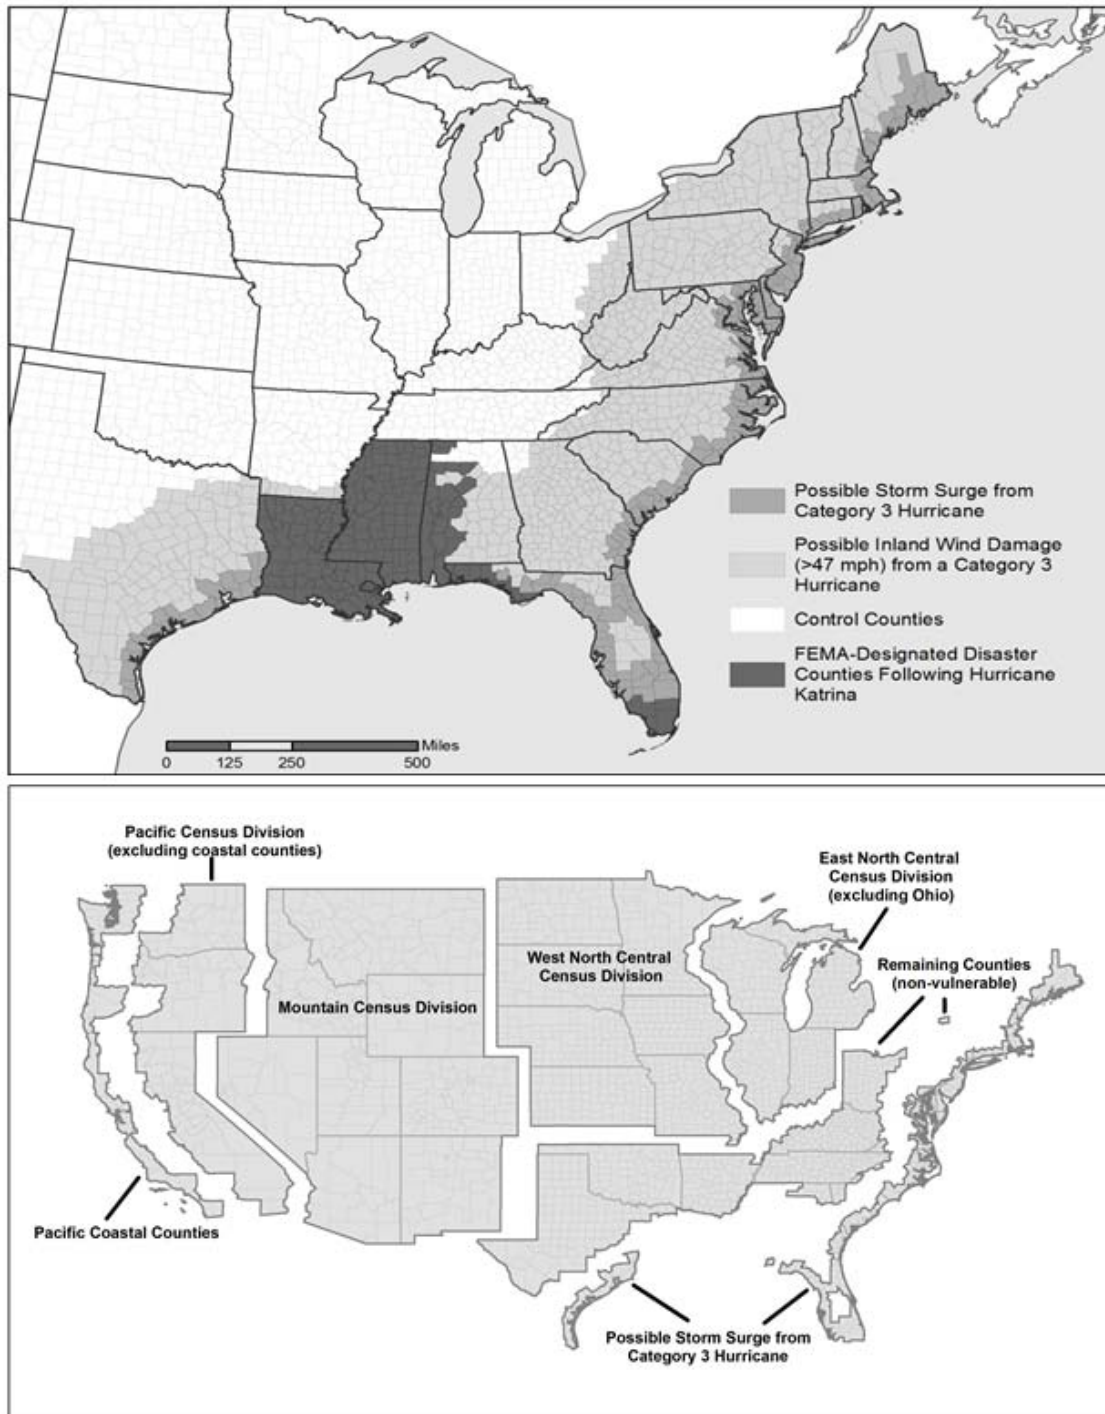 Possible Storm Surge from
Category 3 Hurricane
Possible Inland Wind Damage
(>47 mph) from a Category 3
Hurricane
Control Counties
FEMA-Designated Disaster
Counties Following Hurricane
Katrina
Miles
0 125 250 500
Pacific Census Division
(excluding coastal counties)
East North Central
Census Division
(excluding Ohio)
West North Central
Census Division
Remaining Counties
(non-vulnerable)
Mountain Census Division
Pacific Coastal Counties
Possible Storm Surge from
Category 3 Hurricane